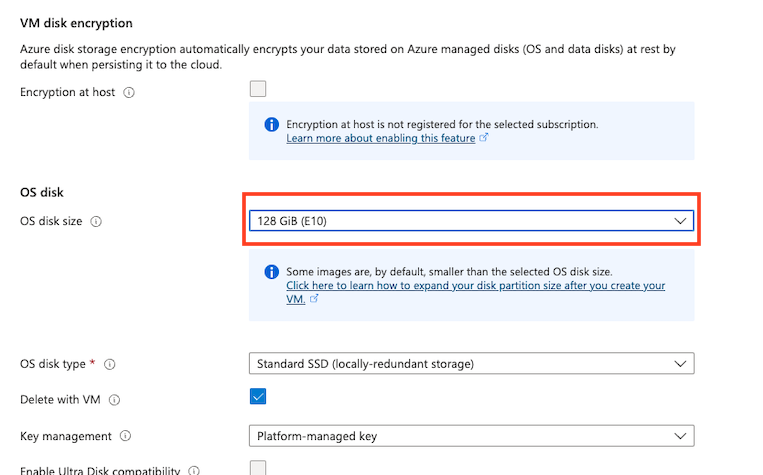 VM disk encryption
Azure disk storage encryption automatically encrypts your data stored on Azure managed disks (OS and data disks) at rest by
default when persisting it to the cloud.
Encryption at host
Encryption at host is not registered for the selected subscription.
Learn more about enabling this feature
OS disk
OS disk size
128 GiB (E10)
Some images are, by default, smaller than the selected OS disk size.
Click here to learn how to expand your disk partition size after you create your
VM.
OS disk type *
Standard SSD (locally-redundant storage)
Delete with VM
Key management
Platform-managed key
Enable Ultra Disk compatibility